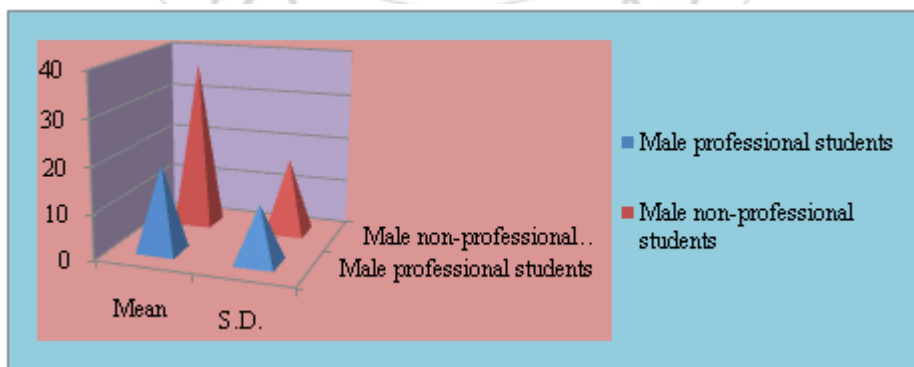 40
30
20
10
0
Mean
S.D.
Male non-professional..
Male professional students
Male professional students
Male non-professional
students